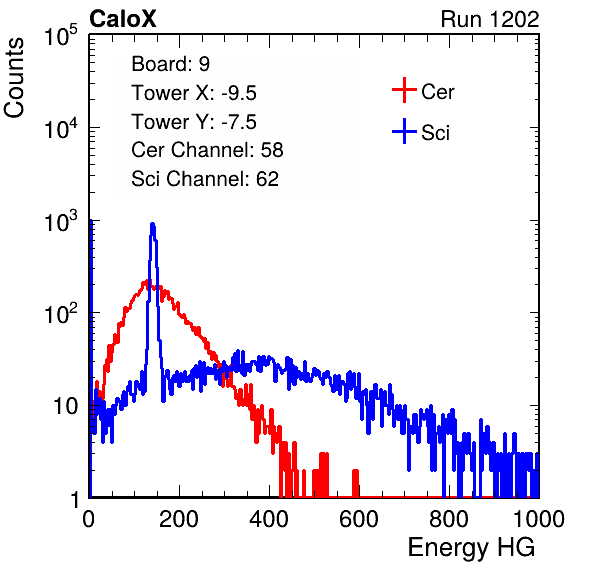 CaloX Run 1202
Counts
10^5
10^4
10^3
10^2
10
1
Board: 9
Tower X: -9.5
Tower Y: -7.5
Cer Channel: 58
Sci Channel: 62
Cer
Sci
0 200 400 600 800 1000
Energy HG